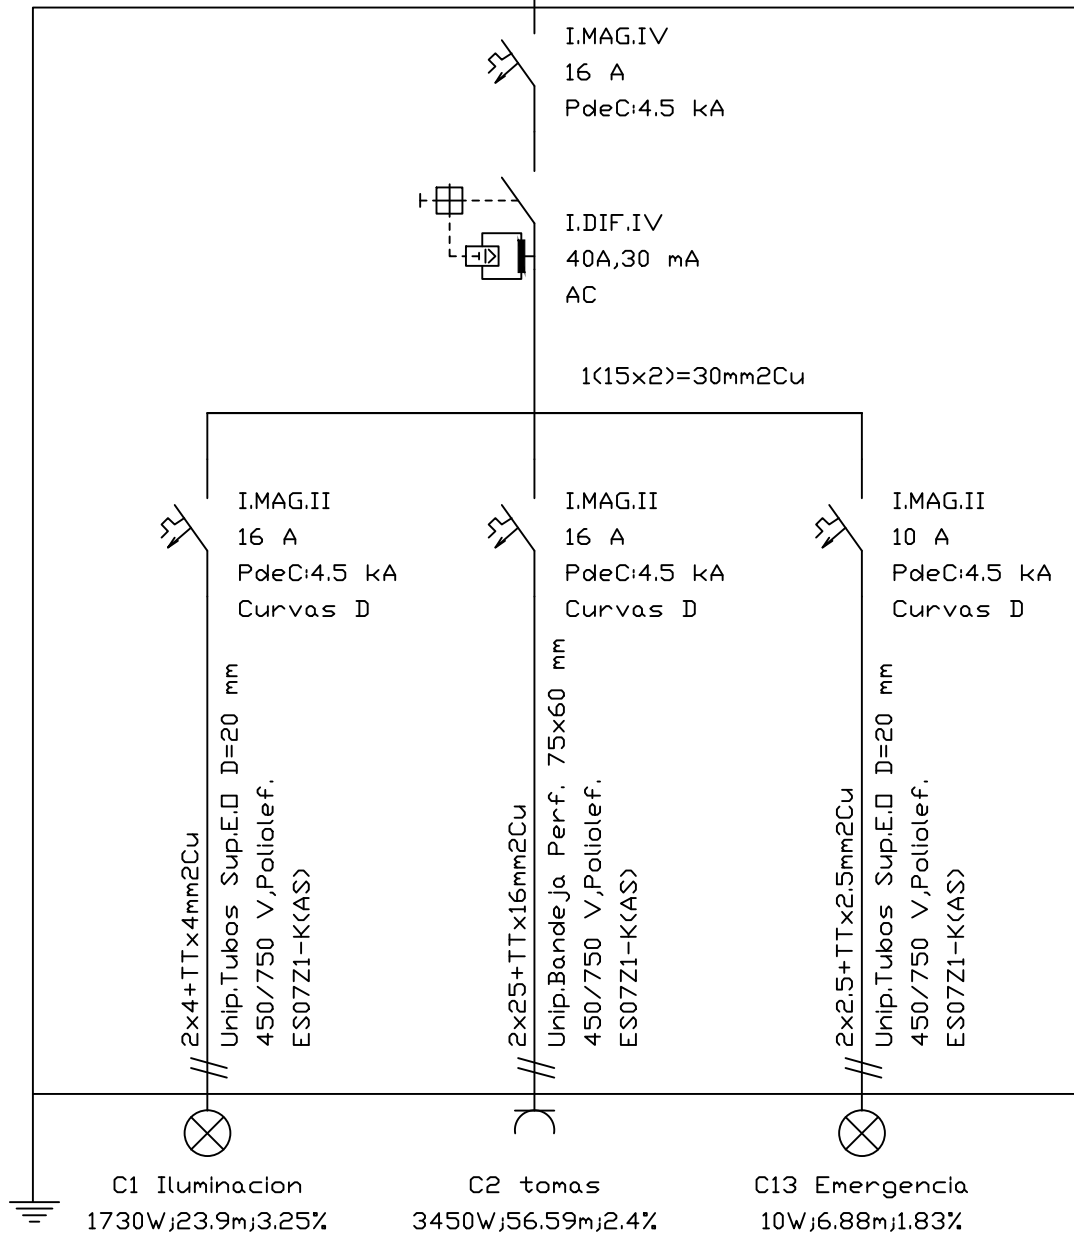 I.MAG.IV
16 A
PdeC:4.5 kA
I.DIF.IV
40A,30 mA
AC
1(15x2)=30mm2Cu
I.MAG.II
16 A
PdeC:4.5 kA
Curvas D
I.MAG.II
16 A
PdeC:4.5 kA
Curvas D
I.MAG.II
10 A
PdeC:4.5 kA
Curvas D
2x4+TTx4mm2Cu
Unip.Tubos Sup.E.□ D=20 mm
450/750 V,Poliolef.
ES07Z1-K(AS)
2x25+TTx16mm2Cu
Unip.Bandeja Perf. 75x60 mm
450/750 V,Poliolef.
ES07Z1-K(AS)
2x2.5+TTx2.5mm2Cu
Unip.Tubos Sup.E.□ D=20 mm
450/750 V,Poliolef.
ES07Z1-K(AS)
C1 Iluminacion
1730W;23.9m;3.25%
C2 tomas
3450W;56.59m;2.4%
C13 Emergencia
10W;6.88m;1.83%